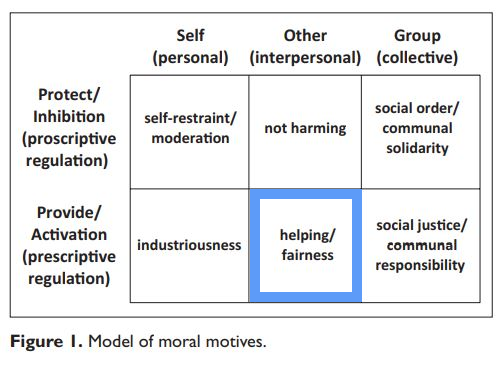 Self
(personal)
Other
(interpersonal)
Group
(collective)
Protect/
Inhibition
(proscriptive
regulation)
self-restraint/
moderation
not harming
social order/
communal
solidarity
Provide/
Activation
(prescriptive
regulation)
industriousness
helping/
fairness
social justice/
communal
responsibility
Figure 1. Model of moral motives.